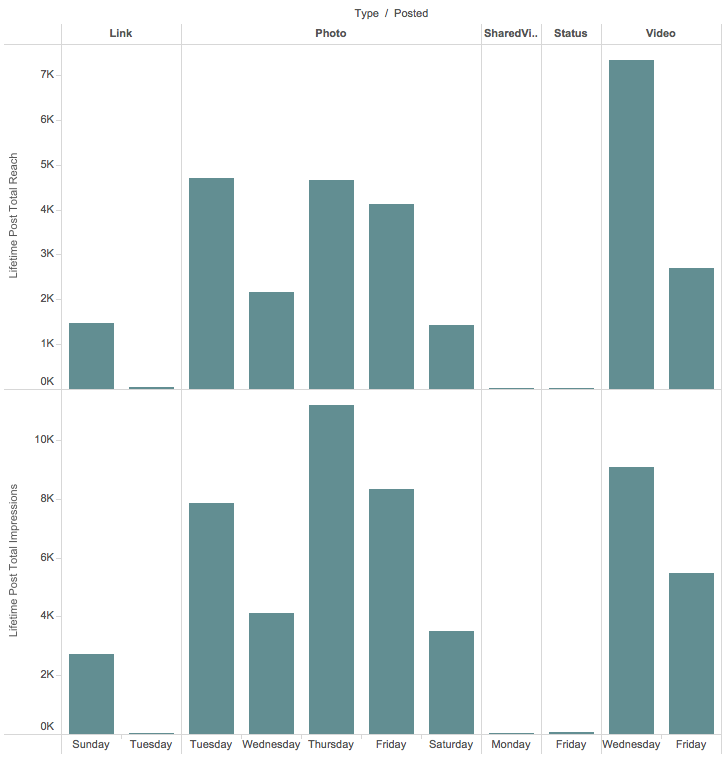 Type / Posted
Link Photo SharedVi.. Status Video
Lifetime Post Total Reach
7K
6K
5K
4K
3K
2K
1K
0K
Lifetime Post Total Impressions
10K
8K
6K
4K
2K
0K
Sunday Tuesday Tuesday Wednesday Thursday Friday Saturday Monday Friday Wednesday Friday